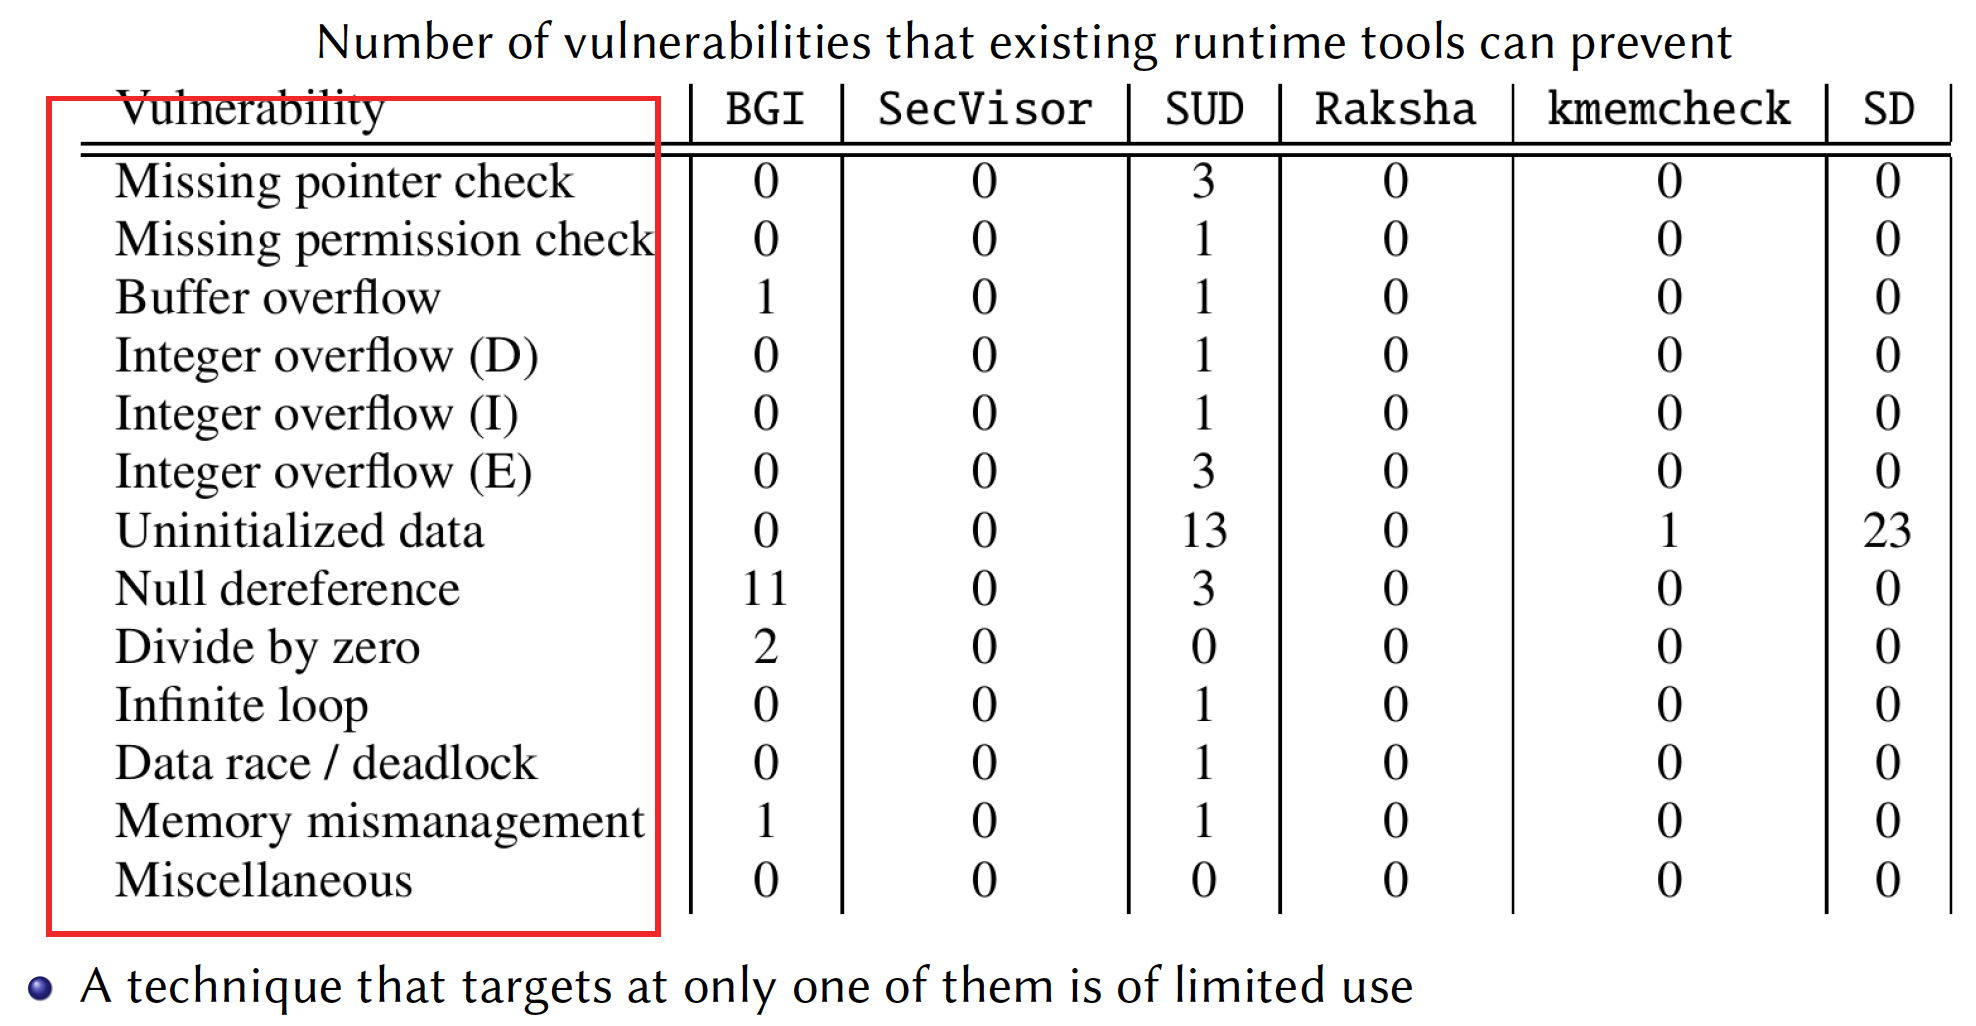 Number of vulnerabilities that existing runtime tools can prevent
Vulnerability BGI SecVisor SUD Raksha kmemcheck SD
Missing pointer check 0 0 3 0 0 0
Missing permission check 0 0 1 0 0 0
Buffer overflow 1 0 1 0 0 0
Integer overflow (D) 0 0 1 0 0 0
Integer overflow (I) 0 0 1 0 0 0
Integer overflow (E) 0 0 3 0 0 0
Uninitialized data 0 0 13 0 1 23
Null dereference 11 0 3 0 0 0
Divide by zero 2 0 0 0 0 0
Infinite loop 0 0 1 0 0 0
Data race / deadlock 0 0 1 0 0 0
Memory mismanagement 1 0 1 0 0 0
Miscellaneous 0 0 0 0 0 0
A technique that targets at only one of them is of limited use